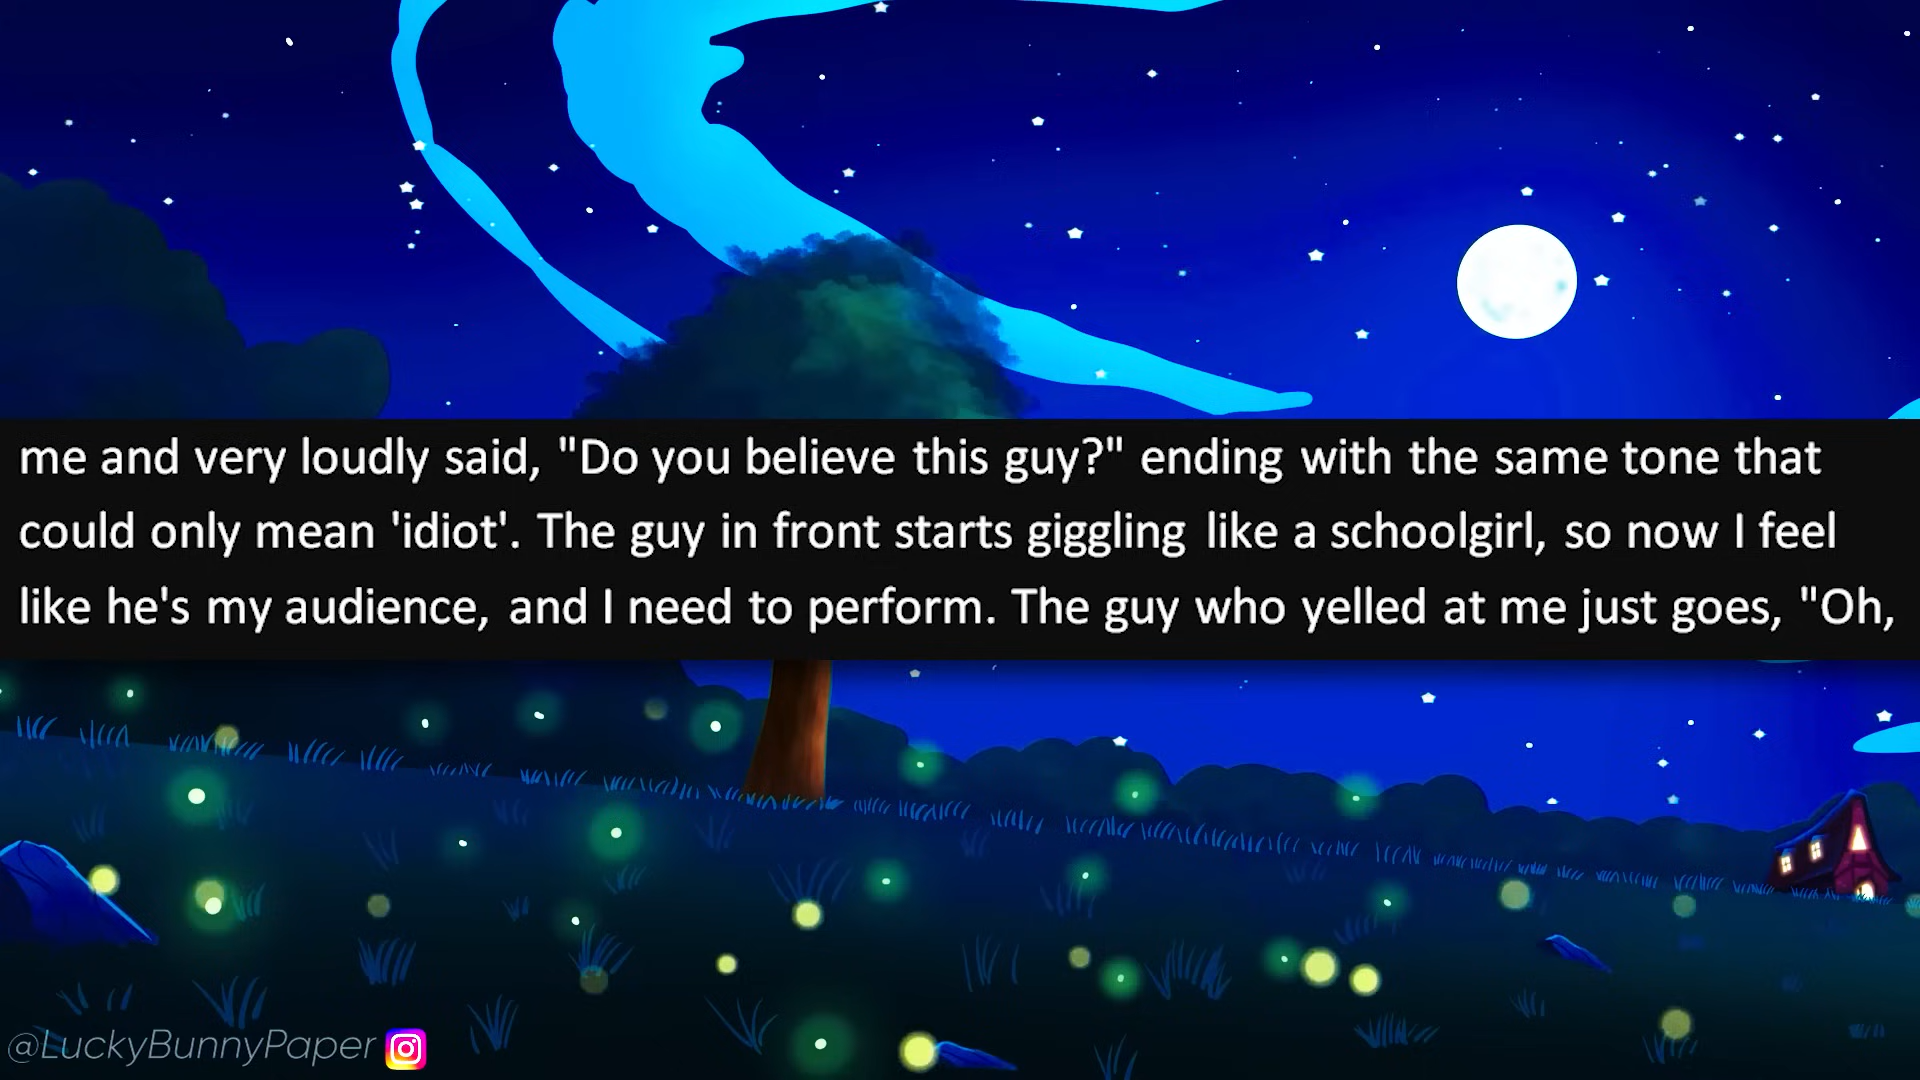 me and very loudly said, "Do you believe this guy?" ending with the same tone that
could only mean 'idiot'. The guy in front starts giggling like a schoolgirl, so now I feel
like he's my audience, and I need to perform. The guy who yelled at me just goes, "Oh,
@LuckyBunnyPaper